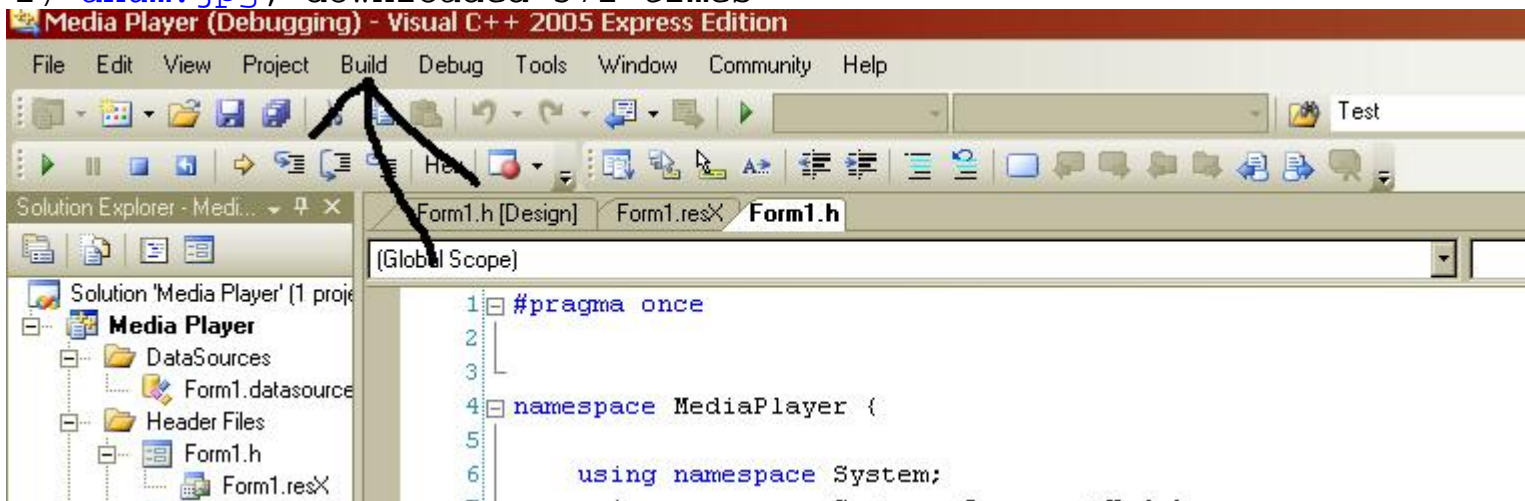 Media Player (Debugging) - Visual C++ 2005 Express Edition
File Edit View Project Build Debug Tools Window Community Help
Test
Solution Explorer - Medi...
Form1.h [Design] Form1.resX Form1.h
(Global Scope)
Solution 'Media Player' (1 proje
Media Player
DataSources
Form1.datasource
Header Files
Form1.h
Form1.resX
1 #pragma once
2
3
4 namespace MediaPlayer {
5
6 using namespace System;